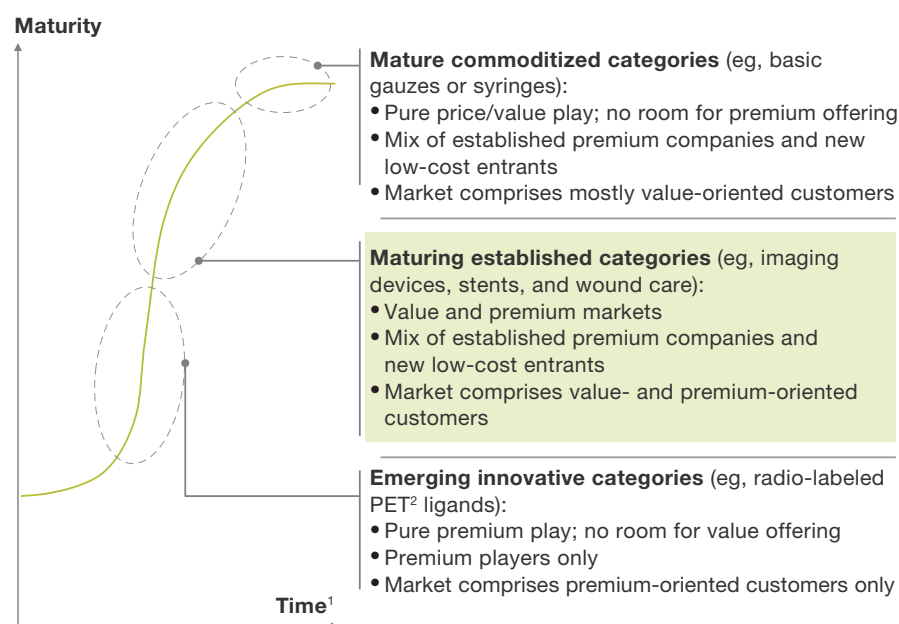 Maturity
Mature commoditized categories (eg, basic
gauzes or syringes):
• Pure price/value play; no room for premium offering
• Mix of established premium companies and new
low-cost entrants
• Market comprises mostly value-oriented customers
Maturing established categories (eg, imaging
devices, stents, and wound care):
• Value and premium markets
• Mix of established premium companies and
new low-cost entrants
• Market comprises value- and premium-oriented
customers
Emerging innovative categories (eg, radio-labeled
PET² ligands):
• Pure premium play; no room for value offering
• Premium players only
• Market comprises premium-oriented customers only
Time¹